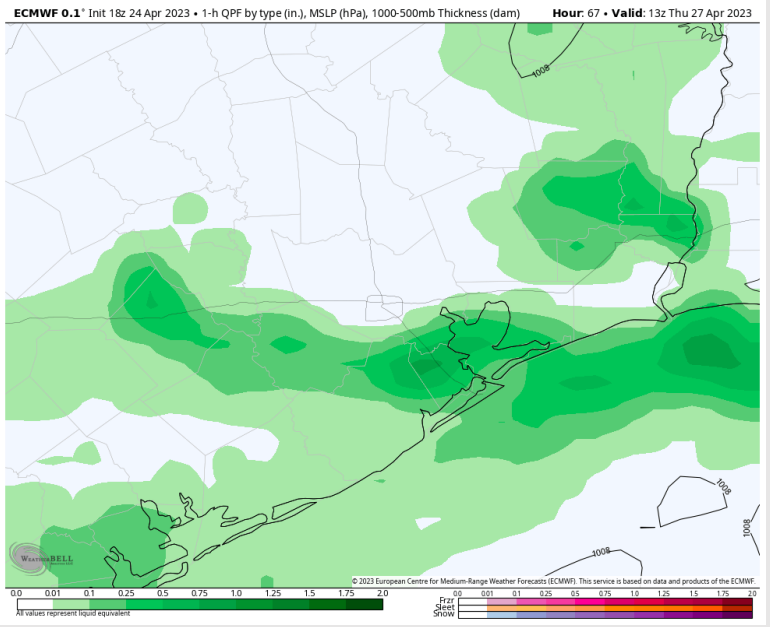 ECMWF 0.1° Init 18z 24 Apr 2023 • 1-h QPF by type (in.), MSLP (hPa), 1000-500mb Thickness (dam) Hour: 67 • Valid: 13z Thu 27 Apr 2023
1008
1008
1008
1008
WEATHERBELL
© 2023 European Centre for Medium-Range Weather Forecasts (ECMWF). This service is based on data and products of the ECMWF.
0.0 0.01 0.1 0.25 0.5 1.0 1.25 1.5 1.75 2.0
All values represent liquid equivalent
0.0 0.01 0.1 0.25 0.5 0.75 1.0 1.25 1.5 1.75 2.0
Frzr
Sleet
Snow